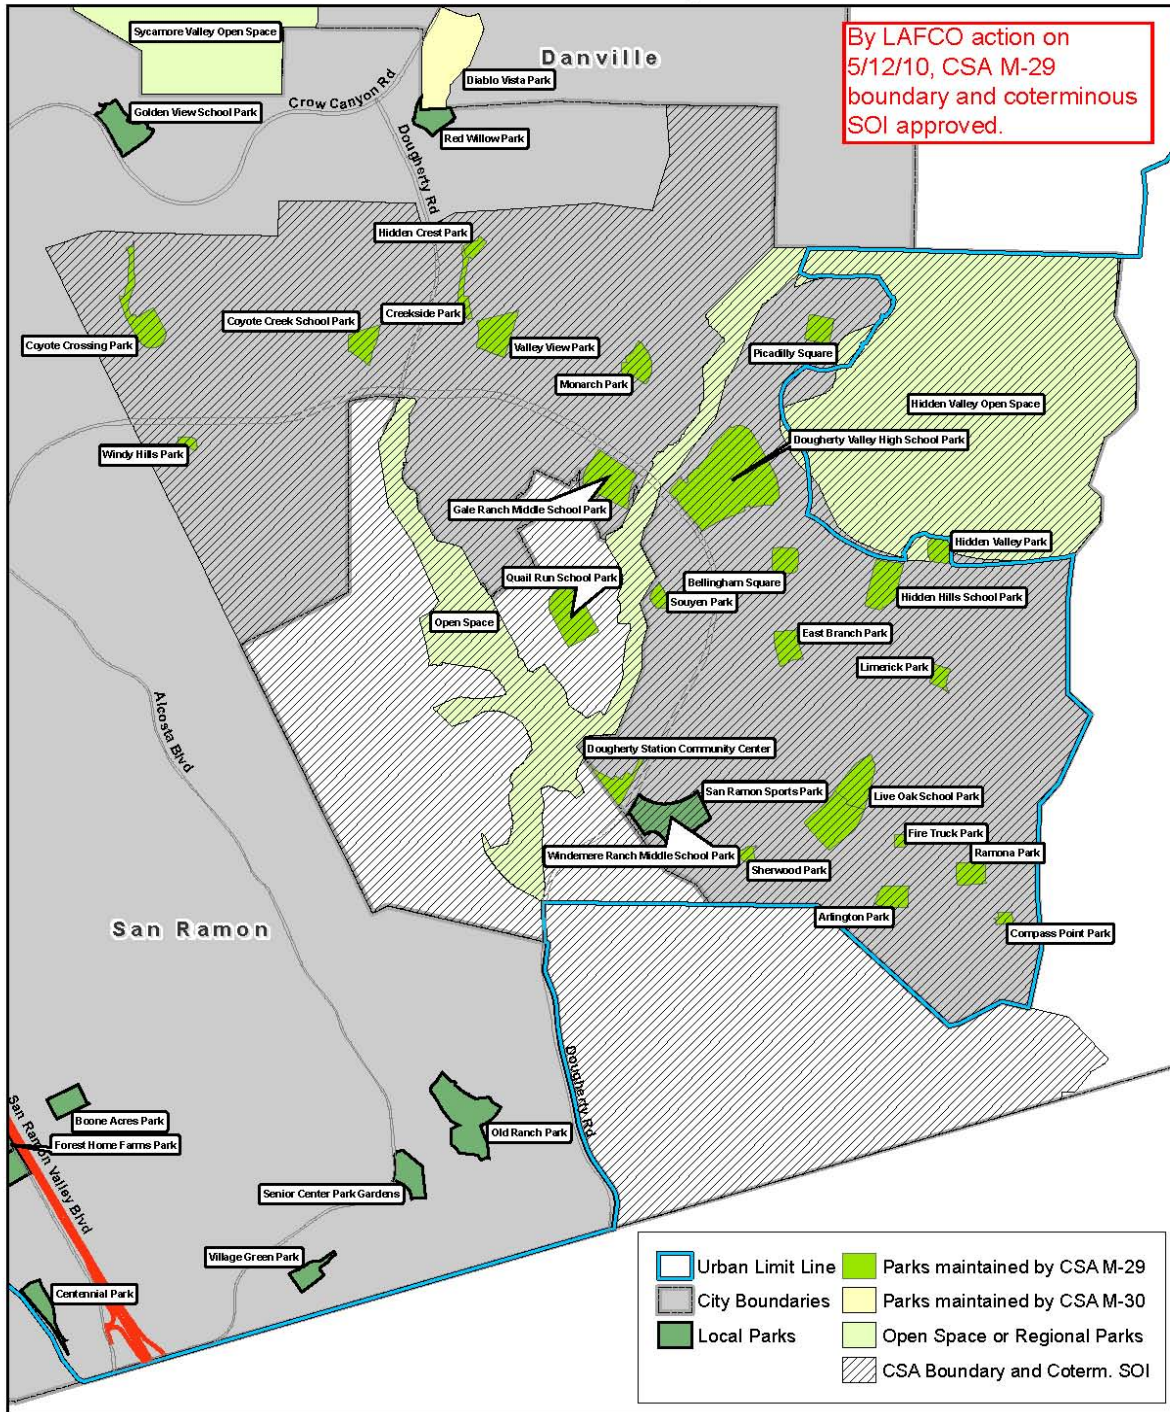 Sycamore Valley Open Space
Danville
By LAFCO action on
5/12/10, CSA M-29
boundary and coterminous
SOI approved.
Diablo Vista Park
Crow Canyon Rd
Golden View School Park
Red Willow Park
Dougherty Rd
Hidden Crest Park
Creekside Park
Coyote Creek School Park
Coyote Crossing Park
Valley View Park
Picadilly Square
Monarch Park
Hidden Valley Open Space
Dougherty Valley High School Park
Windy Hills Park
Gale Ranch Middle School Park
Hidden Valley Park
Quail Run School Park
Bellingham Square
Souyen Park
Hidden Hills School Park
Open Space
East Branch Park
Limerick Park
Alcosta Blvd
Dougherty Station Community Center
San Ramon Sports Park
Live Oak School Park
Fire Truck Park
Ramona Park
Windemere Ranch Middle School Park
Sherwood Park
Arlington Park
Compass Point Park
San Ramon
Dougherty Rd
Boone Acres Park
Old Ranch Park
Forest Home Farms Park
San Ramon Valley Blvd
Senior Center Park Gardens
Village Green Park
Centennial Park
Urban Limit Line
City Boundaries
Local Parks
Parks maintained by CSA M-29
Parks maintained by CSA M-30
Open Space or Regional Parks
CSA Boundary and Coterm. SOI